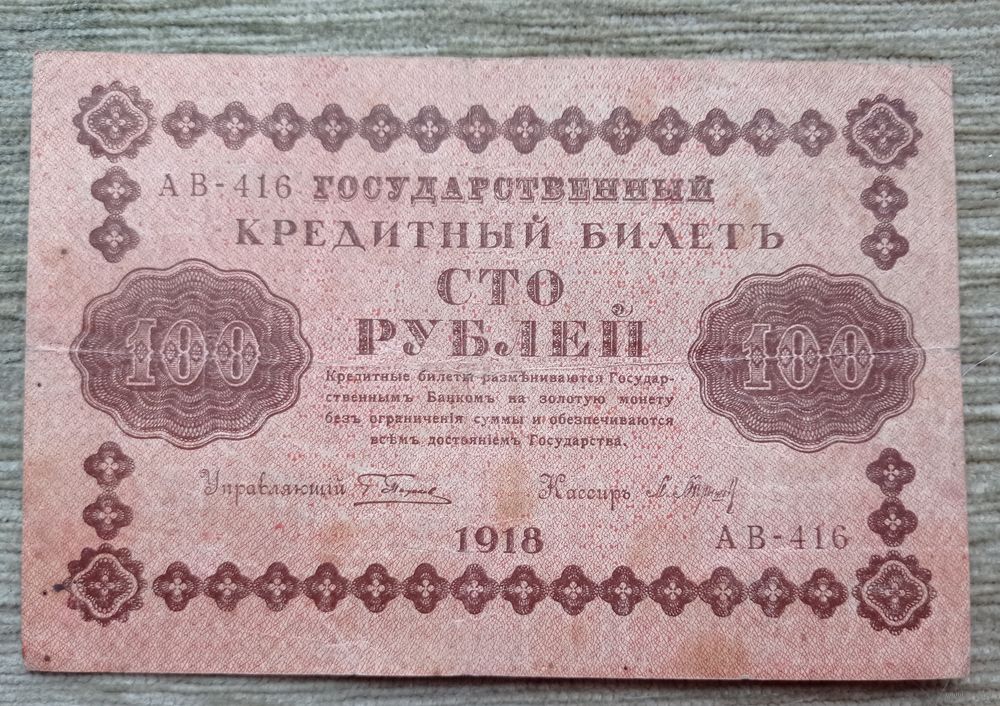 АВ-416 ГОСУДАРСТВЕННЫЙ
КРЕДИТНЫЙ БИЛЕТЪ
СТО
РУБЛЕЙ
100
100
Кредитные билеты размѣниваются Государ-
ственнымъ Банкомъ на золотую монету
безъ ограниченія суммы и обезпечиваются
всѣмъ достояніемъ Государства.
Управляющій
Кассиръ
1918
АВ-416